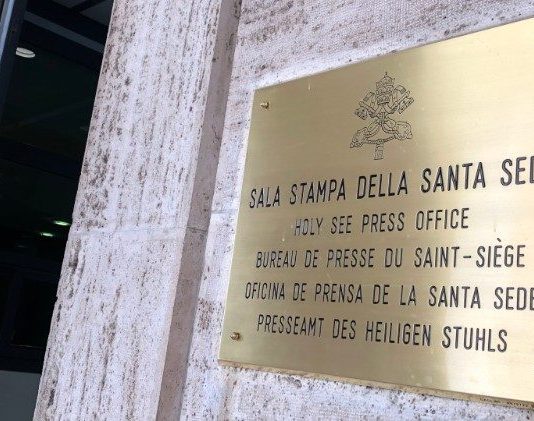 SALA STAMPA DELLA SANTA SED
HOLY SEE PRESS OFFICE
BUREAU DE PRESSE DU SAINT-SIÈGE
OFICINA DE PRENSA DE LA SANTA SEDE
PRESSEAMT DES HEILIGEN STUHLS